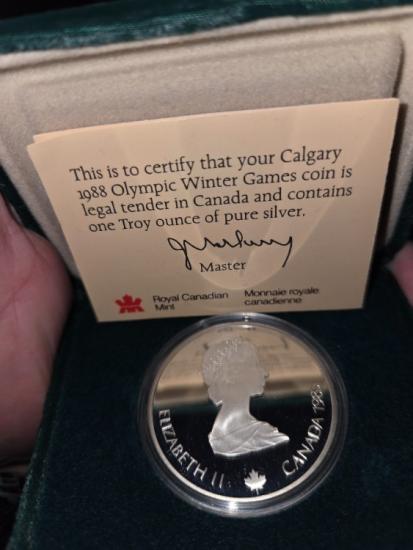 This is to certify that your Calgary
1988 Olympic Winter Games coin is
legal tender in Canada and contains
one Troy ounce of pure silver.
Master
Royal Canadian
Mint
Monnaie royale
canadienne
ELIZABETH II
CANADA 1985